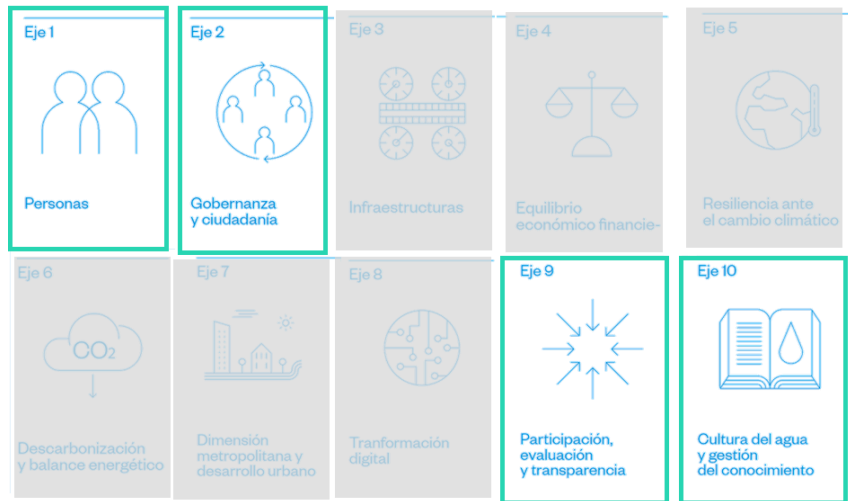 Eje 1
Personas
Eje 2
Gobernanza
y ciudadanía
Eje 3
Infraestructuras
Eje 4
Equilibrio
económico financie-
Eje 5
Resiliencia ante
el cambio climático
Eje 6
CO₂
Descarbonización
y balance energético
Eje 7
Dimensión
metropolitana y
desarrollo urbano
Eje 8
Tranformación
digital
Eje 9
Participación,
evaluación
y transparencia
Eje 10
Cultura del agua
y gestión
del conocimiento